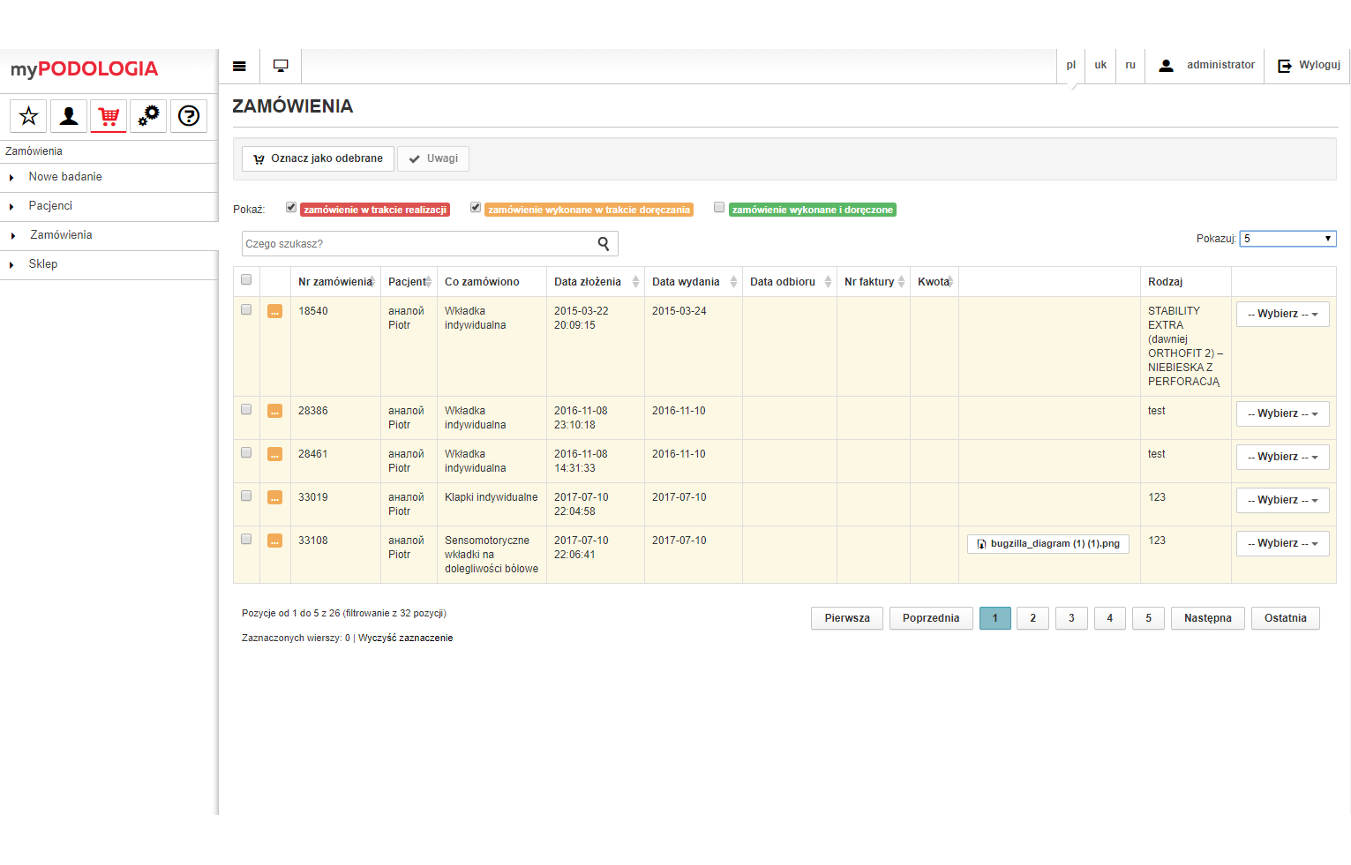 myPODOLOGIA
pl uk ru administrator Wyloguj
Zamówienia
Nowe badanie
Pacjenci
Zamówienia
Sklep
ZAMÓWIENIA
Oznacz jako odebrane Uwagi
Pokaż: zamówienie w trakcie realizacji zamówienie wykonane w trakcie doręczania zamówienie wykonane i doręczone
Czego szukasz?
Pokazuj: 5
Nr zamówienia Pacjent Co zamówiono Data złożenia Data wydania Data odbioru Nr faktury Kwota Rodzaj
... 18540 аналой Wkładka 2015-03-22 2015-03-24 STABILITY -- Wybierz --
Piotr indywidualna 20:09:15 EXTRA
(dawniej
ORTHOFIT 2) –
NIEBIESKA Z
PERFORACJĄ
... 28386 аналой Wkładka 2016-11-08 2016-11-10 test -- Wybierz --
Piotr indywidualna 23:10:18
... 28461 аналой Wkładka 2016-11-08 2016-11-10 test -- Wybierz --
Piotr indywidualna 14:31:33
... 33019 аналой Klapki indywidualne 2017-07-10 2017-07-10 123 -- Wybierz --
Piotr 22:04:58
... 33108 аналой Sensomotoryczne 2017-07-10 2017-07-10 bugzilla_diagram (1) (1).png 123 -- Wybierz --
Piotr wkładki na 22:06:41
dolegliwości bólowe
Pozycje od 1 do 5 z 26 (filtrowanie z 32 pozycji)
Zaznaczonych wierszy: 0 | Wyczyść zaznaczenie
Pierwsza Poprzednia 1 2 3 4 5 Następna Ostatnia